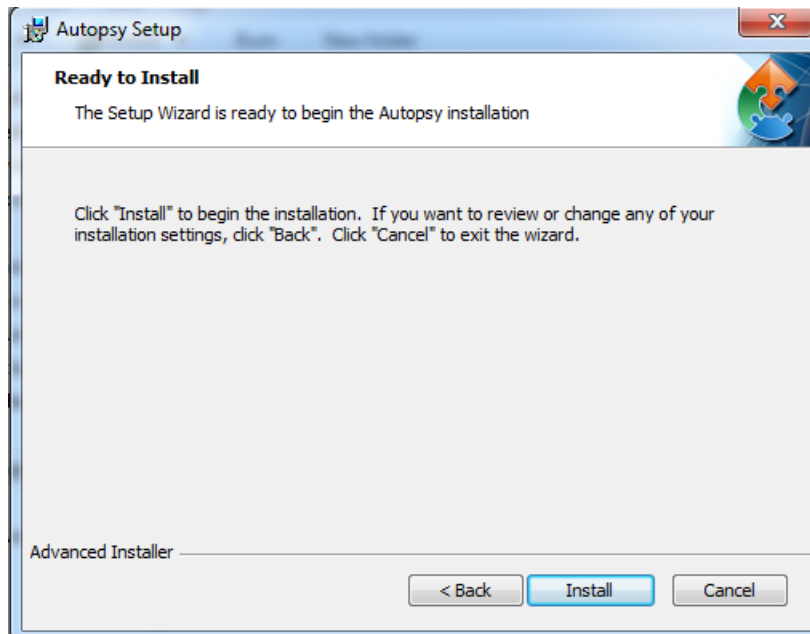 Autopsy Setup
Ready to Install
The Setup Wizard is ready to begin the Autopsy installation
Click "Install" to begin the installation.  If you want to review or change any of your
installation settings, click "Back".  Click "Cancel" to exit the wizard.
Advanced Installer
< Back
Install
Cancel